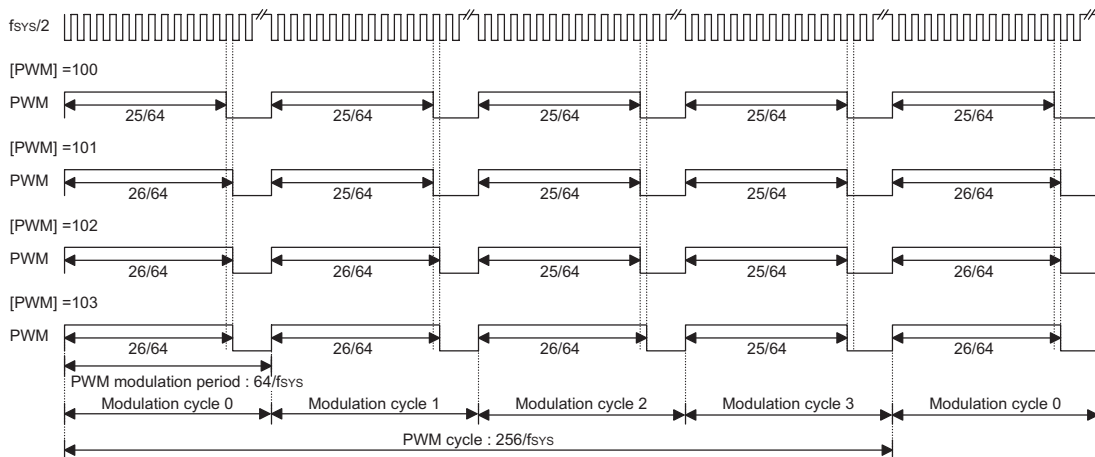 fSYS/2
[PWM] =100
PWM
25/64 25/64 25/64 25/64 25/64
[PWM] =101
PWM
26/64 25/64 25/64 25/64 26/64
[PWM] =102
PWM
26/64 26/64 25/64 25/64 26/64
[PWM] =103
PWM
26/64 26/64 26/64 25/64 26/64
PWM modulation period : 64/fSYS
Modulation cycle 0 Modulation cycle 1 Modulation cycle 2 Modulation cycle 3 Modulation cycle 0
PWM cycle : 256/fSYS